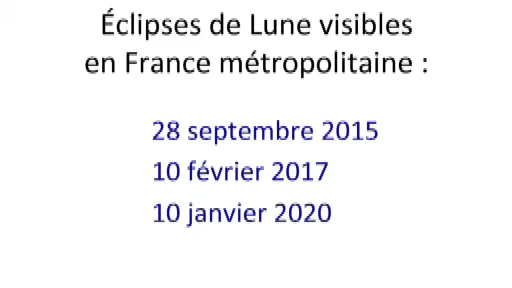 Éclipses de Lune visibles
en France métropolitaine :
28 septembre 2015
10 février 2017
10 janvier 2020